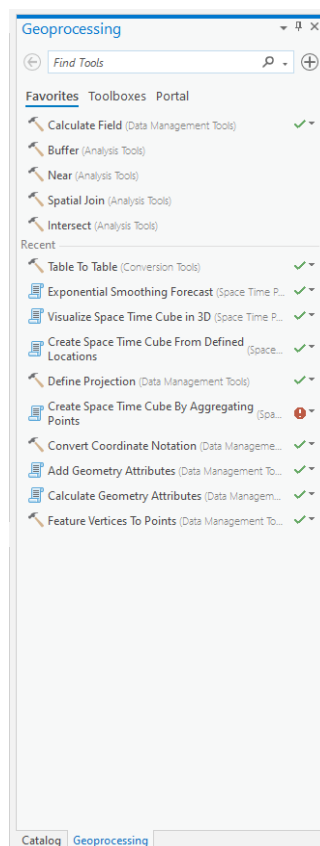 Geoprocessing
Find Tools
Favorites Toolboxes Portal
Calculate Field (Data Management Tools)
Buffer (Analysis Tools)
Near (Analysis Tools)
Spatial Join (Analysis Tools)
Intersect (Analysis Tools)
Recent
Table To Table (Conversion Tools)
Exponential Smoothing Forecast (Space Time P...
Visualize Space Time Cube in 3D (Space Time P...
Create Space Time Cube From Defined
Locations (Space...
Define Projection (Data Management Tools)
Create Space Time Cube By Aggregating
Points (Spa...
Convert Coordinate Notation (Data Manageme...
Add Geometry Attributes (Data Management To...
Calculate Geometry Attributes (Data Managem...
Feature Vertices To Points (Data Management To...
Catalog Geoprocessing